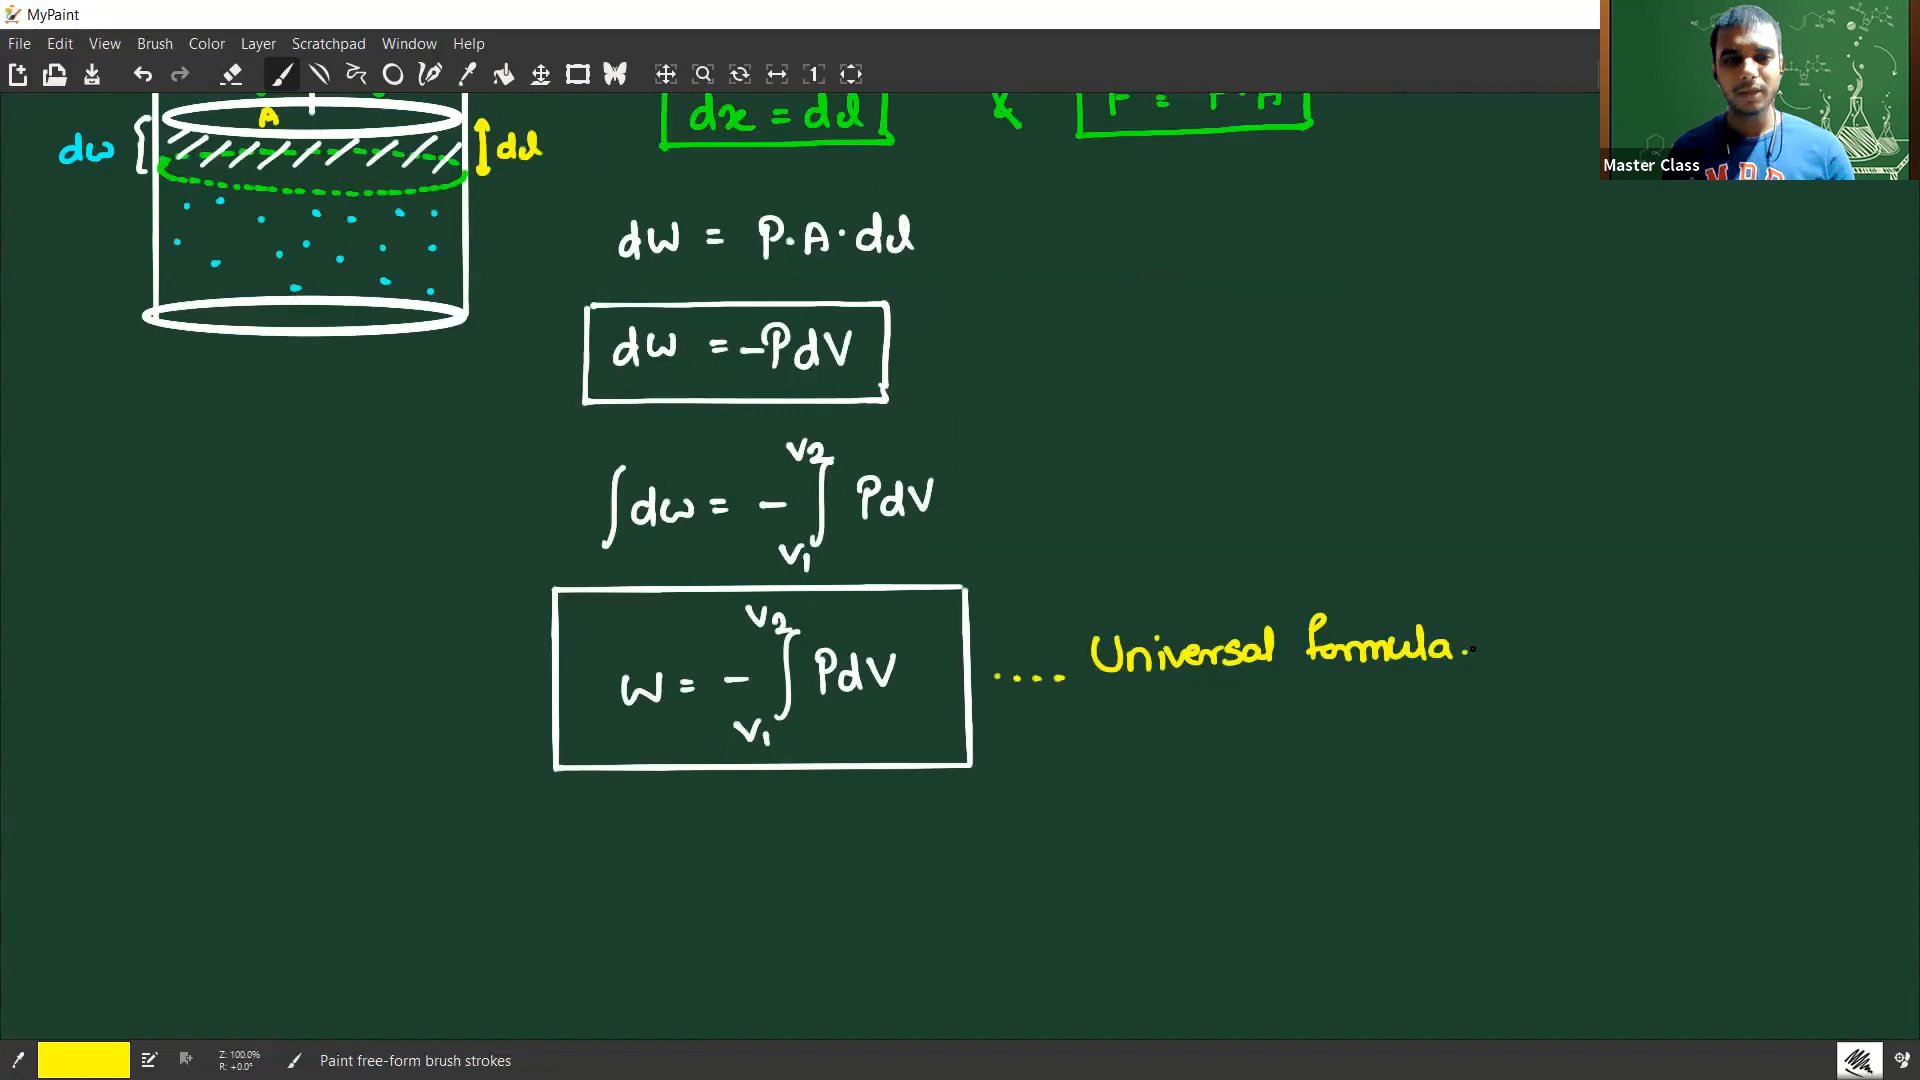 MyPaint
File Edit View Brush Color Layer Scratchpad Window Help
1
A
dw
dl
dx = dl & F = P·A
dW = P·A·dl
dw = -PdV
∫dw = - ∫ PdV
V2
V1
w = - ∫ PdV
V2
V1
.... Universal formula.
Master Class
Z: 100.0%
R: +0.0°
Paint free-form brush strokes